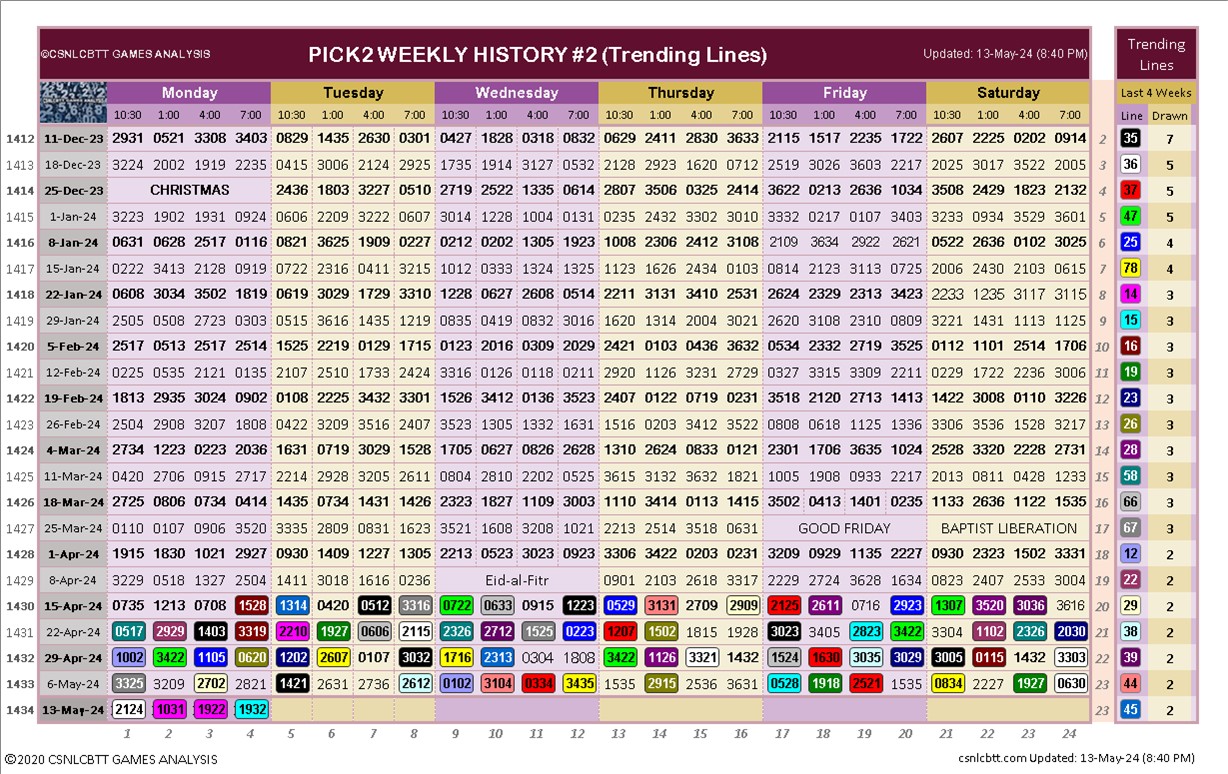 ©CSNLCBTT GAMES ANALYSIS PICK2 WEEKLY HISTORY #2 (Trending Lines) Updated: 13-May-24 (8:40 PM) Trending Lines
Monday Tuesday Wednesday Thursday Friday Saturday Last 4 Weeks
10:30 1:00 4:00 7:00 10:30 1:00 4:00 7:00 10:30 1:00 4:00 7:00 10:30 1:00 4:00 7:00 10:30 1:00 4:00 7:00 10:30 1:00 4:00 7:00 Line Drawn
1412 11-Dec-23 2931 0521 3308 3403 0829 1435 2630 0301 0427 1828 0318 0832 0629 2411 2830 3633 2115 1517 2235 1722 2607 2225 0202 0914 2 35 7
1413 18-Dec-23 3224 2002 1919 2235 0415 3006 2124 2925 1735 1914 3127 0532 2128 2923 1620 0712 2519 3026 3603 2217 2025 3017 3522 2005 3 36 5
1414 25-Dec-23 CHRISTMAS 2436 1803 3227 0510 2719 2522 1335 0614 2807 3506 0325 2414 3622 0213 2636 1034 3508 2429 1823 2132 4 37 5
1415 1-Jan-24 3223 1902 1931 0924 0606 2209 3222 0607 3014 1228 1004 0131 0235 2432 3302 3010 3332 0217 0107 3403 3233 0934 3529 3601 5 47 5
1416 8-Jan-24 0631 0628 2517 0116 0821 3625 1909 0227 0212 0202 1305 1923 1008 2306 2412 3108 2109 3634 2922 2621 0522 2636 0102 3025 6 25 4
1417 15-Jan-24 0222 3413 2128 0919 0722 2316 0411 3215 1012 0333 1324 1325 1123 1626 2434 0103 0814 2123 3113 0725 2006 2430 2103 0615 7 78 4
1418 22-Jan-24 0608 3034 3502 1819 0619 3029 1729 3311 1228 0627 2608 0514 2211 3131 3410 2531 2624 2329 2313 3423 2233 1235 3117 3115 8 14 3
1419 29-Jan-24 2505 0508 2723 0303 0515 3616 1435 1219 0835 0419 0832 3016 1620 1314 2004 3021 2620 3108 2310 0809 3221 1431 1113 1125 9 15 3
1420 5-Feb-24 2517 0513 2517 2514 1525 2219 0129 1715 0123 2016 0309 2029 2421 0103 0436 3632 0534 2332 2719 3525 0112 1101 2514 1706 10 16 3
1421 12-Feb-24 0225 0535 2121 0135 2107 2510 1733 2424 3316 0126 0118 0211 2920 1126 3231 2729 0327 3315 3309 2211 0229 1722 2236 3006 11 19 3
1422 19-Feb-24 1813 2935 3024 0902 0108 2225 3432 3301 1526 3412 0136 3523 2407 0122 0719 0231 3518 2120 2713 1413 1422 3008 0110 3226 12 23 3
1423 26-Feb-24 2504 2908 3207 1808 0422 3209 3516 2407 3523 1305 1332 1631 1516 0203 3412 3522 0808 0618 1125 1336 3306 3536 1528 3217 13 26 3
1424 4-Mar-24 2734 1223 0223 2036 1631 0719 3029 1523 1705 0627 0826 2628 1310 2624 0833 0121 2301 1706 3635 1024 2528 3320 2228 2731 14 28 3
1425 11-Mar-24 0420 2706 0915 2717 2214 2928 3205 2611 0804 2810 2202 0525 3615 3132 3632 1821 1005 1908 0933 2217 2013 0811 0428 1233 15 58 3
1426 18-Mar-24 2725 0806 0734 0414 1435 0734 1431 1426 2323 1827 1109 3003 1110 3414 0113 1415 3502 0413 1401 0235 1133 2636 1122 1535 16 66 3
1427 25-Mar-24 0110 0107 0906 3520 3335 2809 0831 1623 3521 1608 3208 1021 2213 2514 3518 0631 GOOD FRIDAY BAPTIST LIBERATION 17 67 3
1428 1-Apr-24 1915 1830 1021 2927 0930 1409 1227 1305 2213 0523 3023 0923 3306 3422 0203 0231 3209 0929 1135 2227 0930 2323 1502 3331 18 12 2
1429 8-Apr-24 3229 0518 1327 2504 1411 3018 1616 0236 Eid-al-Fitr 0901 2103 2618 3317 2229 2724 3628 1634 0823 2407 2533 3004 19 22 2
1430 15-Apr-24 0735 1213 0708 1528 1314 0420 0512 3316 0722 0633 0915 1223 0529 3131 2709 2909 2125 2611 0716 2923 1307 3520 3036 3618 20 29 2
1431 22-Apr-24 0517 2929 1403 3319 2210 1927 0606 2115 2326 2712 1525 0223 1207 1502 1815 1928 3023 3405 2823 3422 3304 1102 2326 2030 21 38 2
1432 29-Apr-24 1002 3422 1105 0620 1202 2607 0107 3032 1716 2313 0304 1808 3422 1126 3321 1432 1524 1630 3035 3029 3005 0115 1432 3303 22 39 2
1433 6-May-24 3325 3209 2702 2821 1421 2631 2736 2612 0102 3104 0334 3435 1535 2915 2536 3631 0528 1918 2521 1535 0834 2227 1927 0630 23 44 2
1434 13-May-24 2124 1031 1922 1932 23 45 2
1 2 3 4 5 6 7 8 9 10 11 12 13 14 15 16 17 18 19 20 21 22 23 24
©2020 CSNLCBTT GAMES ANALYSIS csnlcbtt.com Updated: 13-May-24 (8:40 PM)